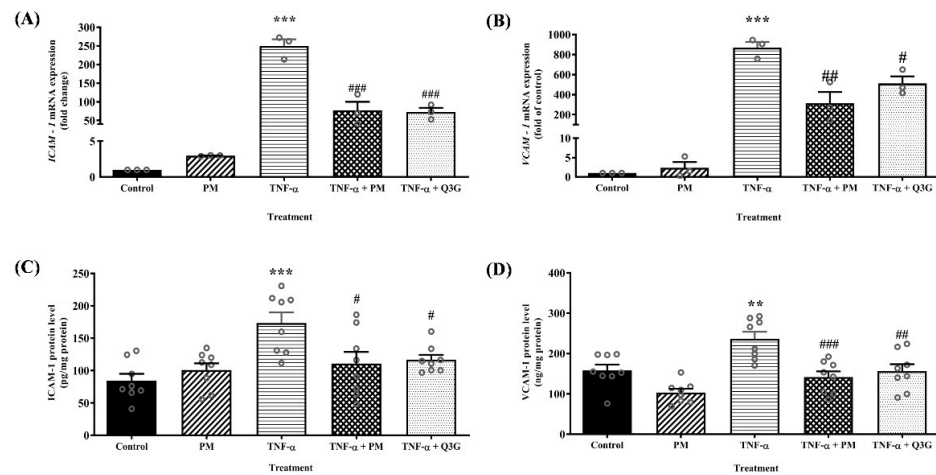 (A)
ICAM - 1 mRNA expression
(fold change)
300
250
200
150
100
50
5
0
***
###
###
Control
PM
TNF-α
TNF-α + PM
TNF-α + Q3G
Treatment
(B)
VCAM - 1 mRNA expression
(fold of control)
1000
800
600
400
200
10
5
0
***
##
#
Control
PM
TNF-α
TNF-α + PM
TNF-α + Q3G
Treatment
(C)
ICAM-1 protein level
(pg/mg protein)
250
200
150
100
50
0
***
#
#
Control
PM
TNF-α
TNF-α + PM
TNF-α + Q3G
Treatment
(D)
VCAM-1 protein level
(ng/mg protein)
400
300
200
100
0
**
###
##
Control
PM
TNF-α
TNF-α + PM
TNF-α + Q3G
Treatment